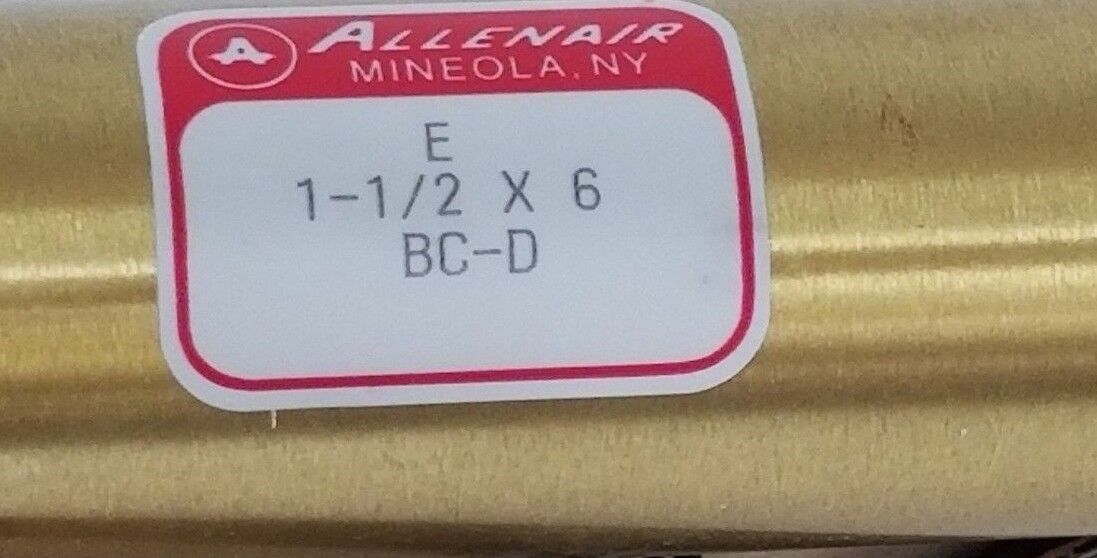 ALLENAIR
MINEOLA, NY
E
1-1/2 X 6
BC-D